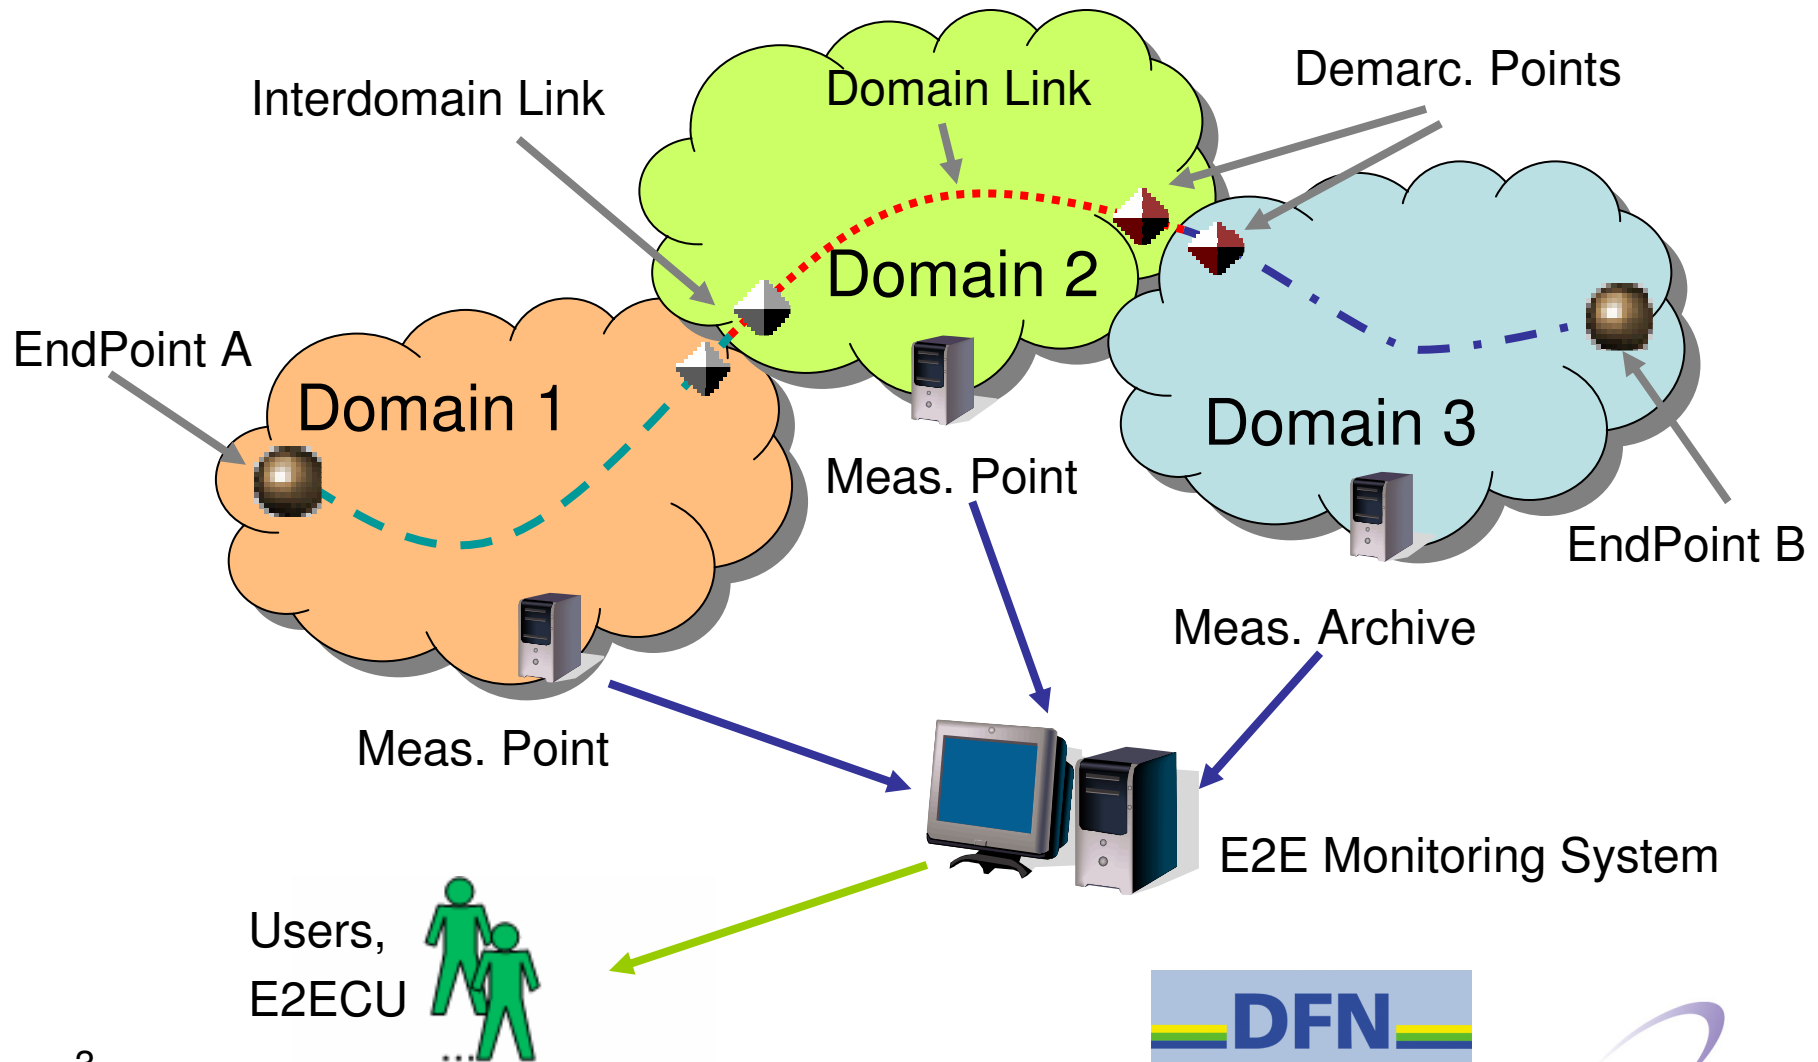 Interdomain Link
Domain Link
Demarc. Points
EndPoint A
Domain 1
Domain 2
Domain 3
Meas. Point
EndPoint B
Meas. Archive
Meas. Point
E2E Monitoring System
Users,
E2ECU
...
DFN